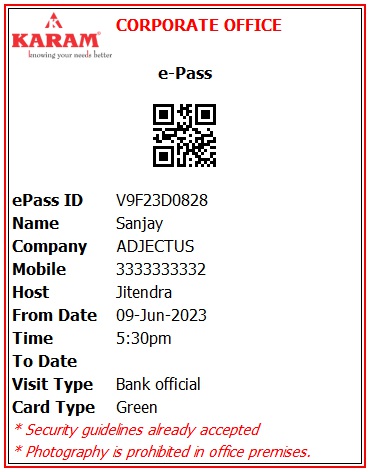 CORPORATE OFFICE
KARAM®
knowing your needs better
e-Pass
ePass ID V9F23D0828
Name Sanjay
Company ADJECTUS
Mobile 3333333332
Host Jitendra
From Date 09-Jun-2023
Time 5:30pm
To Date
Visit Type Bank official
Card Type Green
* Security guidelines already accepted
* Photography is prohibited in office premises.